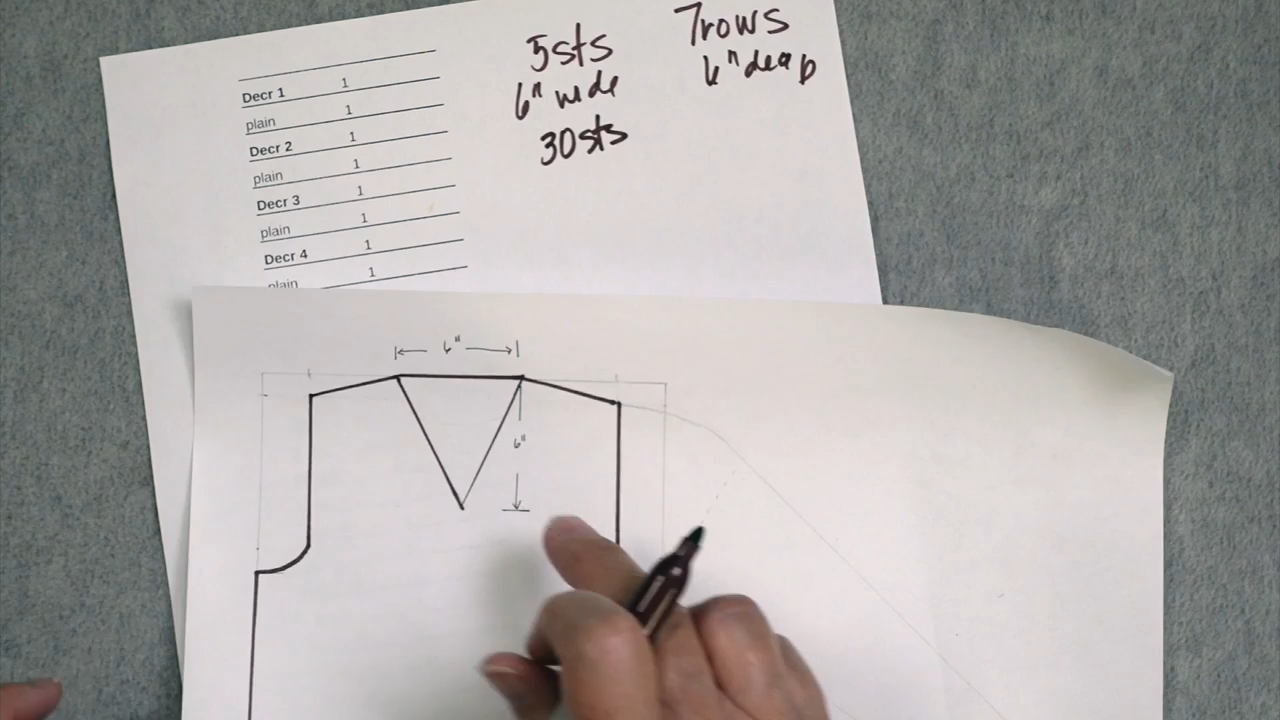 Decr 1 1
plain 1
Decr 2 1
plain 1
Decr 3 1
plain 1
Decr 4 1
plain 1
5sts
6" wide
30sts
7rows
6" deep
6"
6"